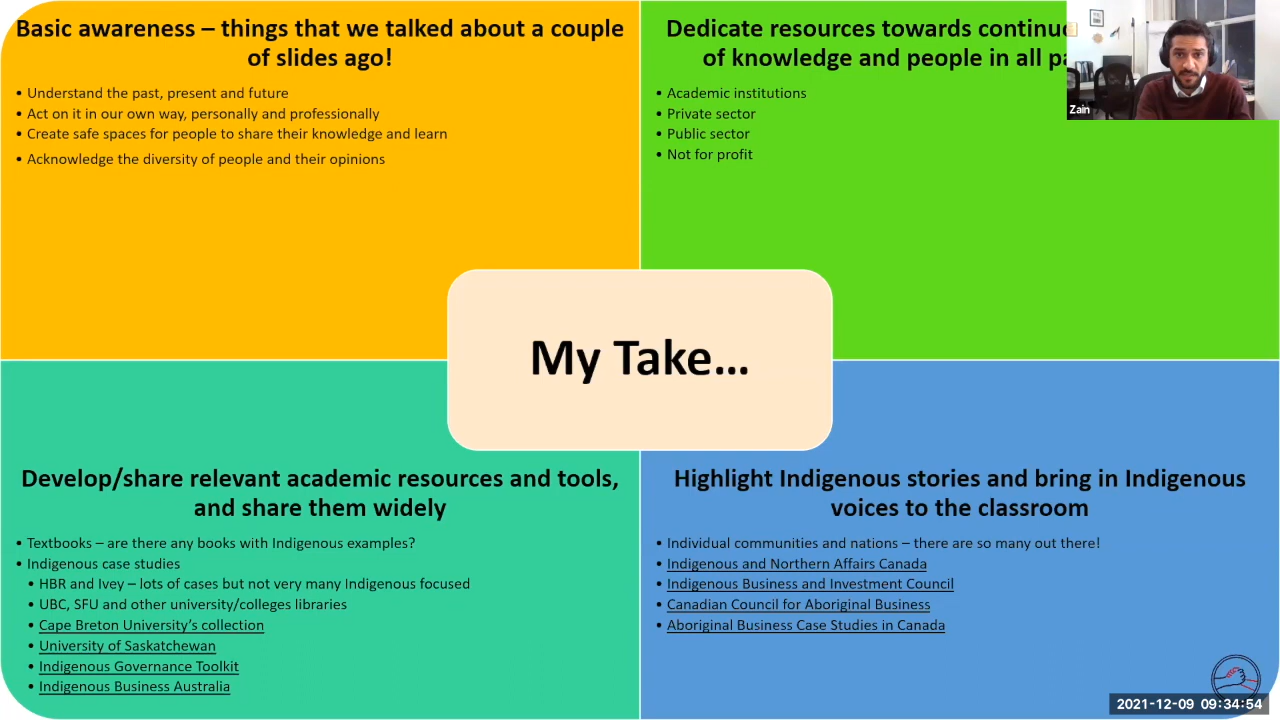 Basic awareness – things that we talked about a couple
of slides ago!
• Understand the past, present and future
• Act on it in our own way, personally and professionally
• Create safe spaces for people to share their knowledge and learn
• Acknowledge the diversity of people and their opinions
Dedicate resources towards
of knowledge and people in all
• Academic institutions
• Private sector
• Public sector
• Not for profit
Zain
My Take...
Develop/share relevant academic resources and tools,
and share them widely
• Textbooks – are there any books with Indigenous examples?
• Indigenous case studies
• HBR and Ivey – lots of cases but not very many Indigenous focused
• UBC, SFU and other university/colleges libraries
• Cape Breton University's collection
• University of Saskatchewan
• Indigenous Governance Toolkit
• Indigenous Business Australia
Highlight Indigenous stories and bring in Indigenous
voices to the classroom
• Individual communities and nations – there are so many out there!
• Indigenous and Northern Affairs Canada
• Indigenous Business and Investment Council
• Canadian Council for Aboriginal Business
• Aboriginal Business Case Studies in Canada
2021-12-09 09:34:54